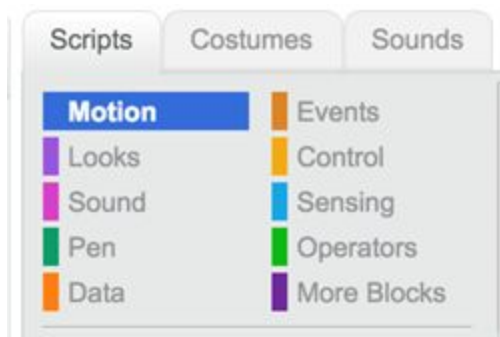 Scripts Costumes Sounds
Motion Events
Looks Control
Sound Sensing
Pen Operators
Data More Blocks